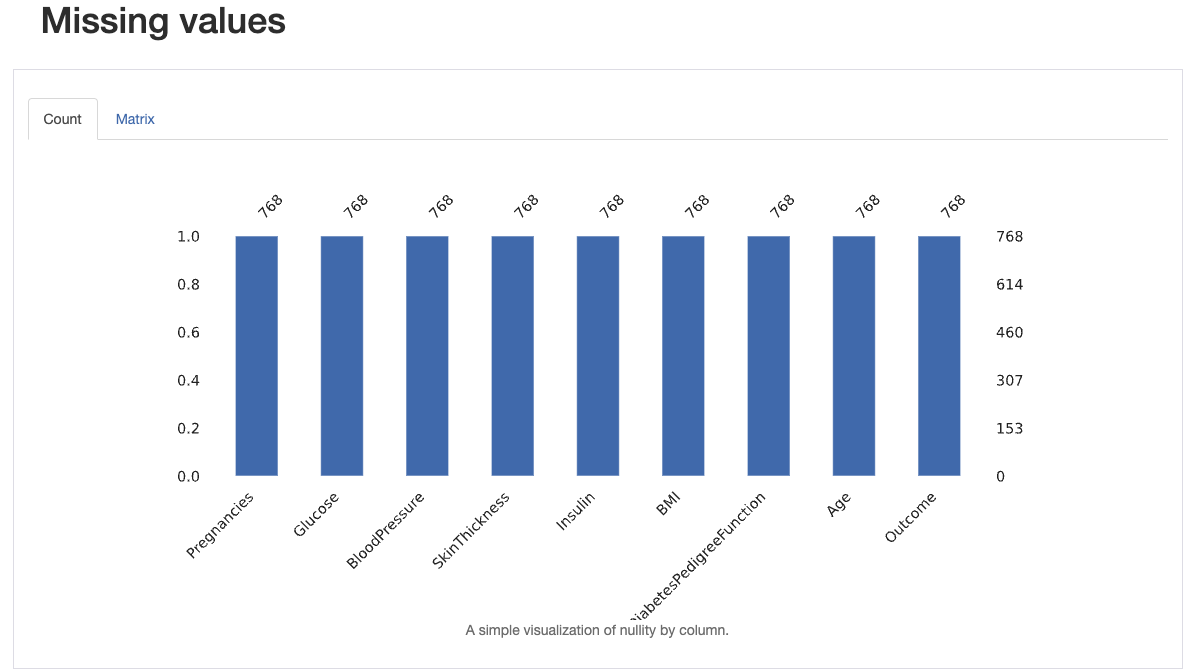 Missing values
Count Matrix
768 768 768 768 768 768 768 768 768
1.0 768
0.8 614
0.6 460
0.4 307
0.2 153
0.0 0
Pregnancies Glucose BloodPressure SkinThickness Insulin BMI DiabetesPedigreeFunction Age Outcome
A simple visualization of nullity by column.